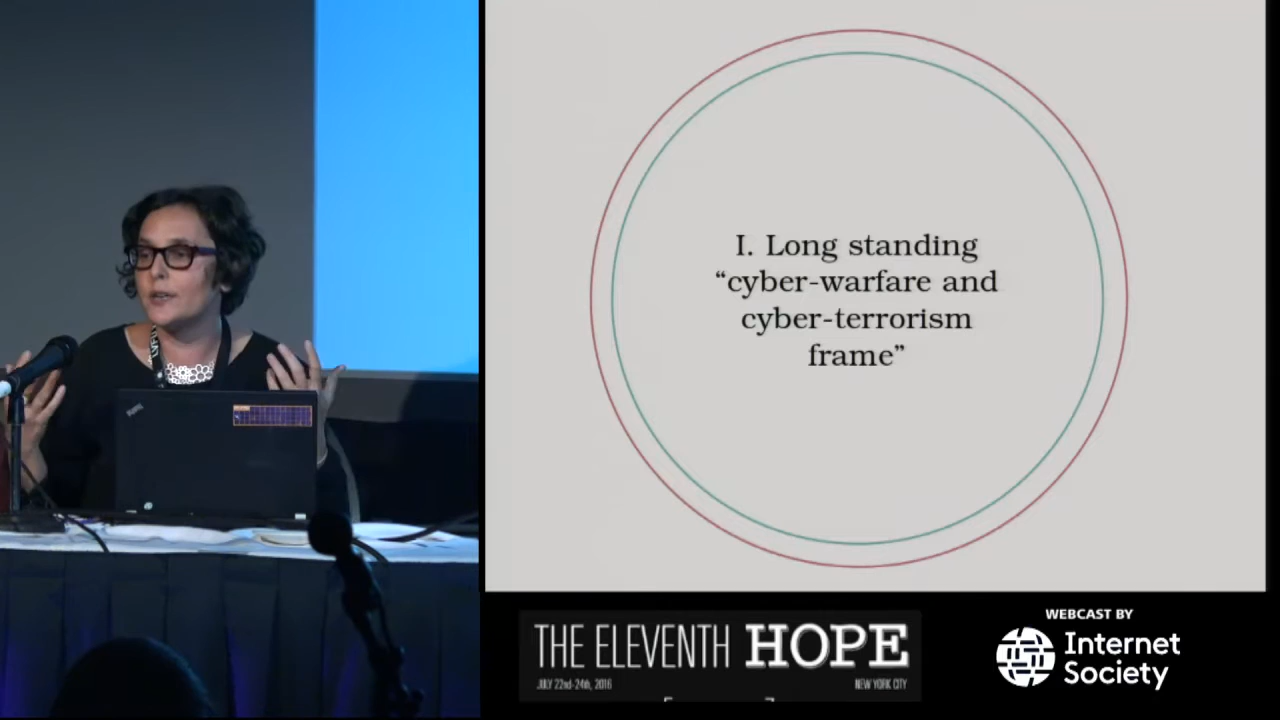 I. Long standing
“cyber-warfare and
cyber-terrorism
frame”
THE ELEVENTH HOPE
JULY 22nd-24th, 2016
NEW YORK CITY
WEBCAST BY
Internet
Society